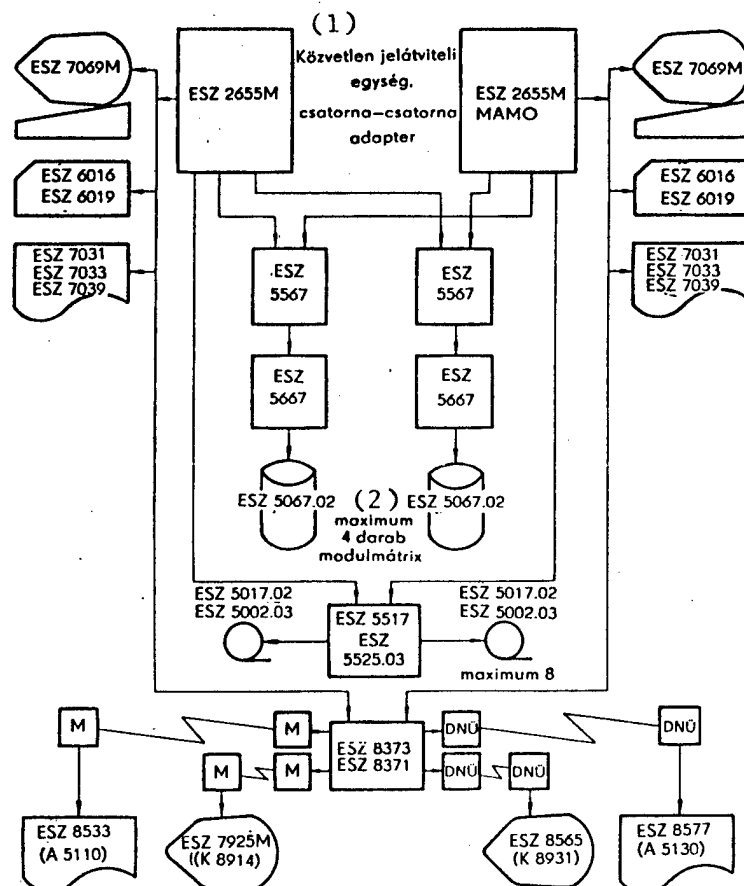 (1)
Közvetlen jelátviteli
egység,
csatorna–csatorna
adapter
ESZ 7069M
ESZ 2655M
ESZ 2655M
MAMO
ESZ 7069M
ESZ 6016
ESZ 6019
ESZ 6016
ESZ 6019
ESZ 7031
ESZ 7033
ESZ 7039
ESZ 7031
ESZ 7033
ESZ 7039
ESZ
5567
ESZ
5567
ESZ
5667
ESZ
5667
ESZ 5067.02
(2)
ESZ 5067.02
maximum
4 darab
modulmátrix
ESZ 5017.02
ESZ 5002.03
ESZ 5517
ESZ
5525.03
ESZ 5017.02
ESZ 5002.03
maximum 8
M
M
ESZ 8373
ESZ 8371
DNÜ
DNÜ
M
M
DNÜ
DNÜ
ESZ 8533
(A 5110)
ESZ 7925M
!(K 8914)
ESZ 8565
(K 8931)
ESZ 8577
(A 5130)